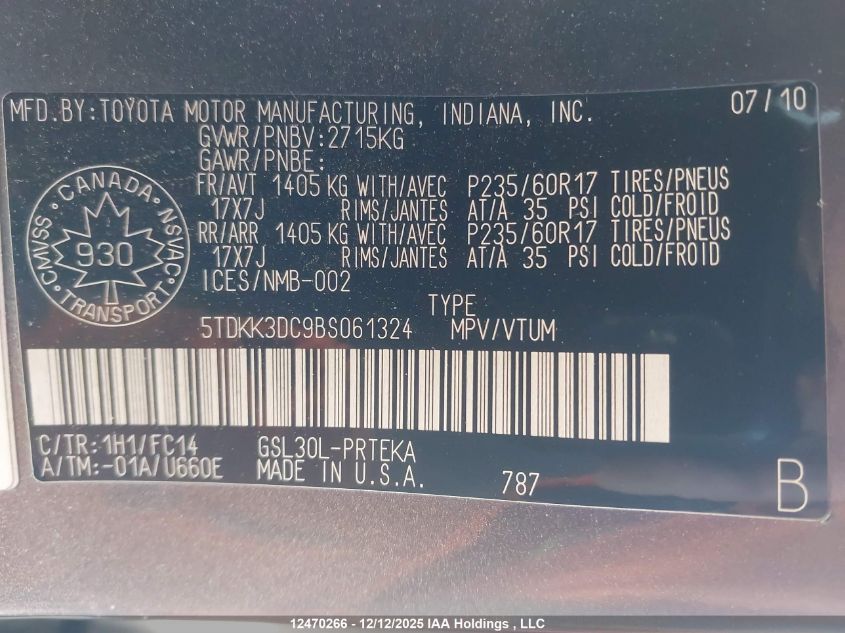 MFD.BY:TOYOTA MOTOR MANUFACTURING, INDIANA, INC. 07/10
GVWR/PNBV:2715KG
GAWR/PNBE:
FR/AVT 1405 KG WITH/AVEC P235/60R17 TIRES/PNEUS
17X7J RIMS/JANTES AT/A 35 PSI COLD/FROID
RR/ARR 1405 KG WITH/AVEC P235/60R17 TIRES/PNEUS
17X7J RIMS/JANTES AT/A 35 PSI COLD/FROID
ICES/NMB-002
CANADA
CMVSS NSVAC
930
TRANSPORT
TYPE
5TDKK3DC9BS061324 MPV/VTUM
C/TR:1H1/FC14 GSL30L-PRTEKA
A/TM:-01A/U660E MADE IN U.S.A. 787 B
12470266 - 12/12/2025 IAA Holdings , LLC